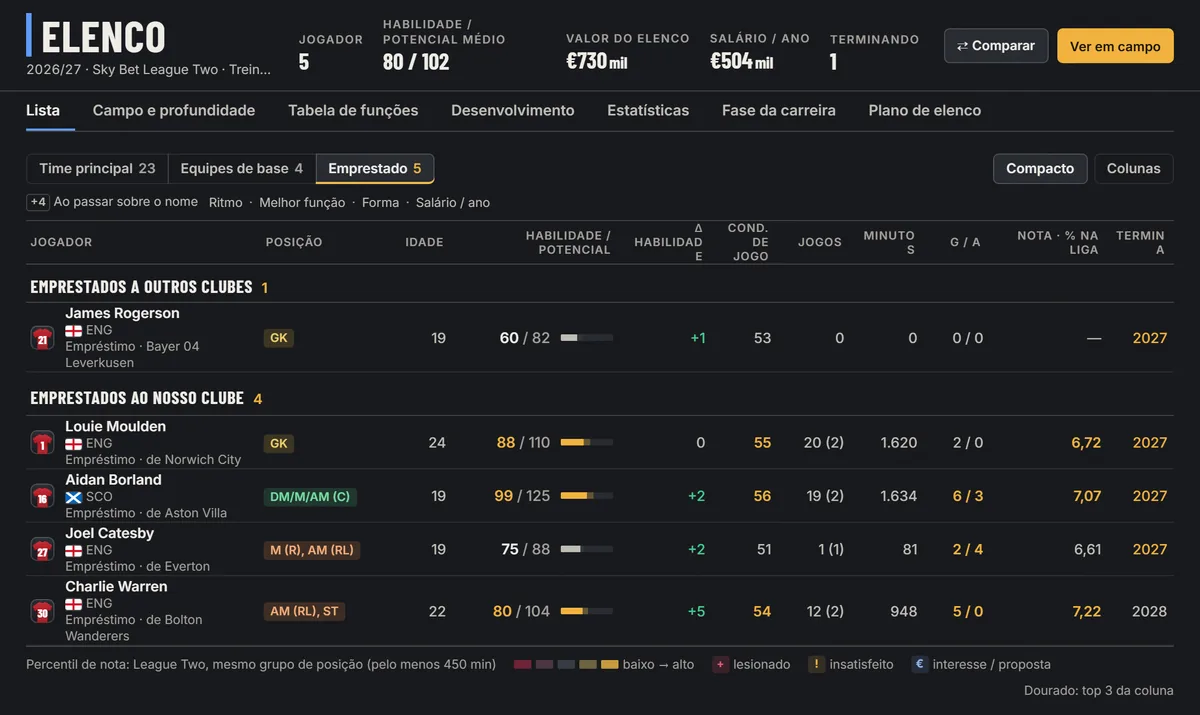 ELENCO
2026/27 · Sky Bet League Two · Trein...
JOGADOR
5
HABILIDADE /
POTENCIAL MÉDIO
80 / 102
VALOR DO ELENCO
€730 mil
SALÁRIO / ANO
€504 mil
TERMINANDO
1
⇄ Comparar
Ver em campo
Lista Campo e profundidade Tabela de funções Desenvolvimento Estatísticas Fase da carreira Plano de elenco
Time principal 23 Equipes de base 4 Emprestado 5 Compacto Colunas
+4 Ao passar sobre o nome Ritmo · Melhor função · Forma · Salário / ano
JOGADOR
POSIÇÃO
IDADE
HABILIDADE /
POTENCIAL
Δ
HABILIDAD
E
COND.
DE
JOGO
JOGOS
MINUTO
S
G / A
NOTA · % NA
LIGA
TERMIN
A
EMPRESTADOS A OUTROS CLUBES 1
21
James Rogerson
ENG
Empréstimo · Bayer 04
Leverkusen
GK 19 60 / 82 +1 53 0 0 0 / 0 — 2027
EMPRESTADOS AO NOSSO CLUBE 4
1
Louie Moulden
ENG
Empréstimo · de Norwich City
GK 24 88 / 110 0 55 20 (2) 1.620 2 / 0 6,72 2027
16
Aidan Borland
SCO
Empréstimo · de Aston Villa
DM/M/AM (C) 19 99 / 125 +2 56 19 (2) 1.634 6 / 3 7,07 2027
27
Joel Catesby
ENG
Empréstimo · de Everton
M (R), AM (RL) 19 75 / 88 +2 51 1 (1) 81 2 / 4 6,61 2027
30
Charlie Warren
ENG
Empréstimo · de Bolton
Wanderers
AM (RL), ST 22 80 / 104 +5 54 12 (2) 948 5 / 0 7,22 2028
Percentil de nota: League Two, mesmo grupo de posição (pelo menos 450 min) baixo → alto + lesionado ! insatisfeito € interesse / proposta
Dourado: top 3 da coluna